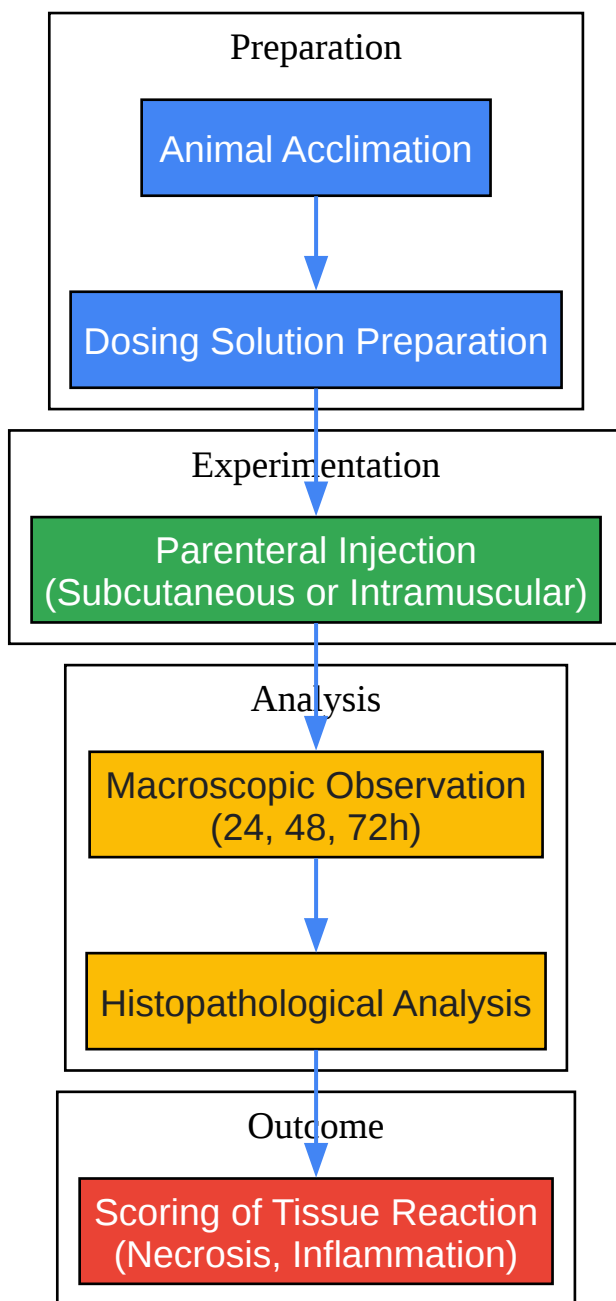 Preparation
Animal Acclimation
Dosing Solution Preparation
Experimentation
Parenteral Injection
(Subcutaneous or Intramuscular)
Analysis
Macroscopic Observation
(24, 48, 72h)
Histopathological Analysis
Outcome
Scoring of Tissue Reaction
(Necrosis, Inflammation)